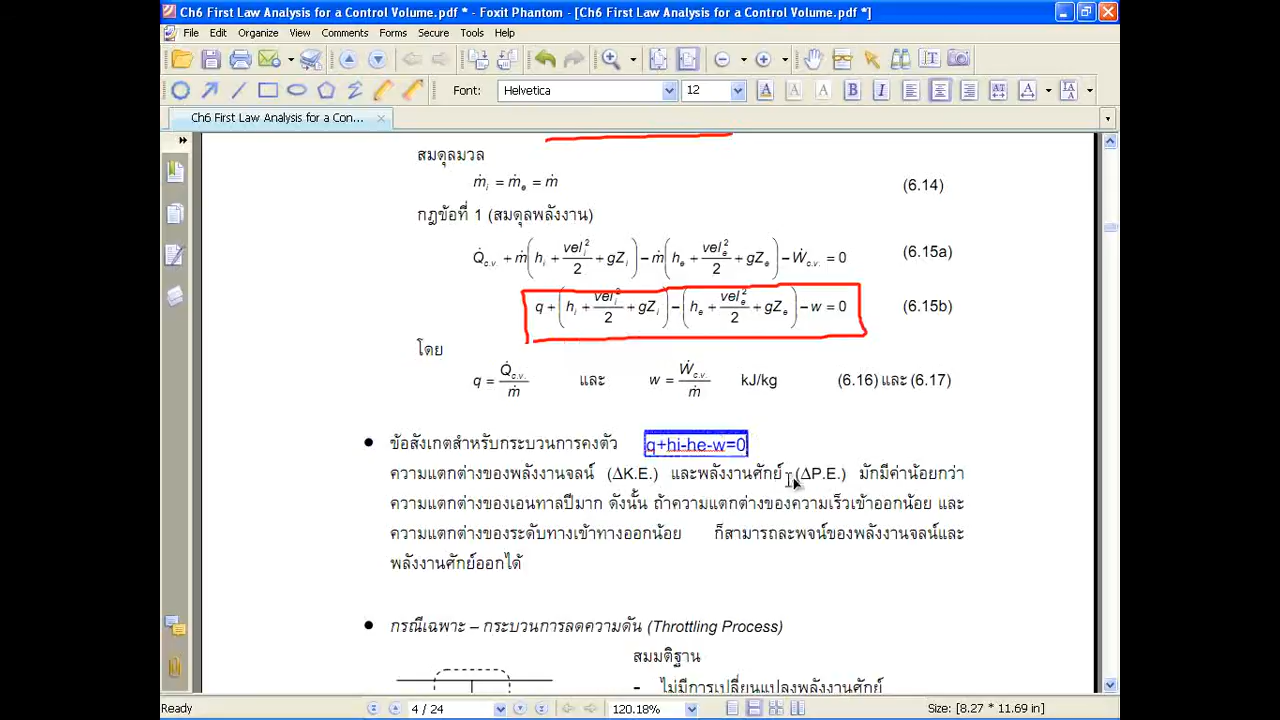 Ch6 First Law Analysis for a Control Volume.pdf * - Foxit Phantom - [Ch6 First Law Analysis for a Control Volume.pdf *]
File Edit Organize View Comments Forms Secure Tools Help
Font: Helvetica 12
Ch6 First Law Analysis for a Con...
สมดุลมวล
ṁi = ṁe = ṁ (6.14)
กฎข้อที่ 1 (สมดุลพลังงาน)
Q̇c.v. + ṁ(hi + veli²/2 + gZi) − ṁ(he + vele²/2 + gZe) − Ẇc.v. = 0 (6.15a)
q + (hi + veli²/2 + gZi) − (he + vele²/2 + gZe) − w = 0 (6.15b)
โดย
q = Q̇c.v./ṁ และ w = Ẇc.v./ṁ kJ/kg (6.16) และ (6.17)
• ข้อสังเกตสำหรับกระบวนการคงตัว q+hi-he-w=0
ความแตกต่างของพลังงานจลน์ (ΔK.E.) และพลังงานศักย์ (ΔP.E.) มักมีค่าน้อยกว่า
ความแตกต่างของเอนทาลปีมาก ดังนั้น ถ้าความแตกต่างของความเร็วเข้าออกน้อย และ
ความแตกต่างของระดับทางเข้าทางออกน้อย ก็สามารถละพจน์ของพลังงานจลน์และ
พลังงานศักย์ออกได้
• กรณีเฉพาะ – กระบวนการลดความดัน (Throttling Process)
สมมติฐาน
- ไม่มีการเปลี่ยนแปลงพลังงานศักย์
Ready 4 / 24 120.18% Size: [8.27 * 11.69 in]